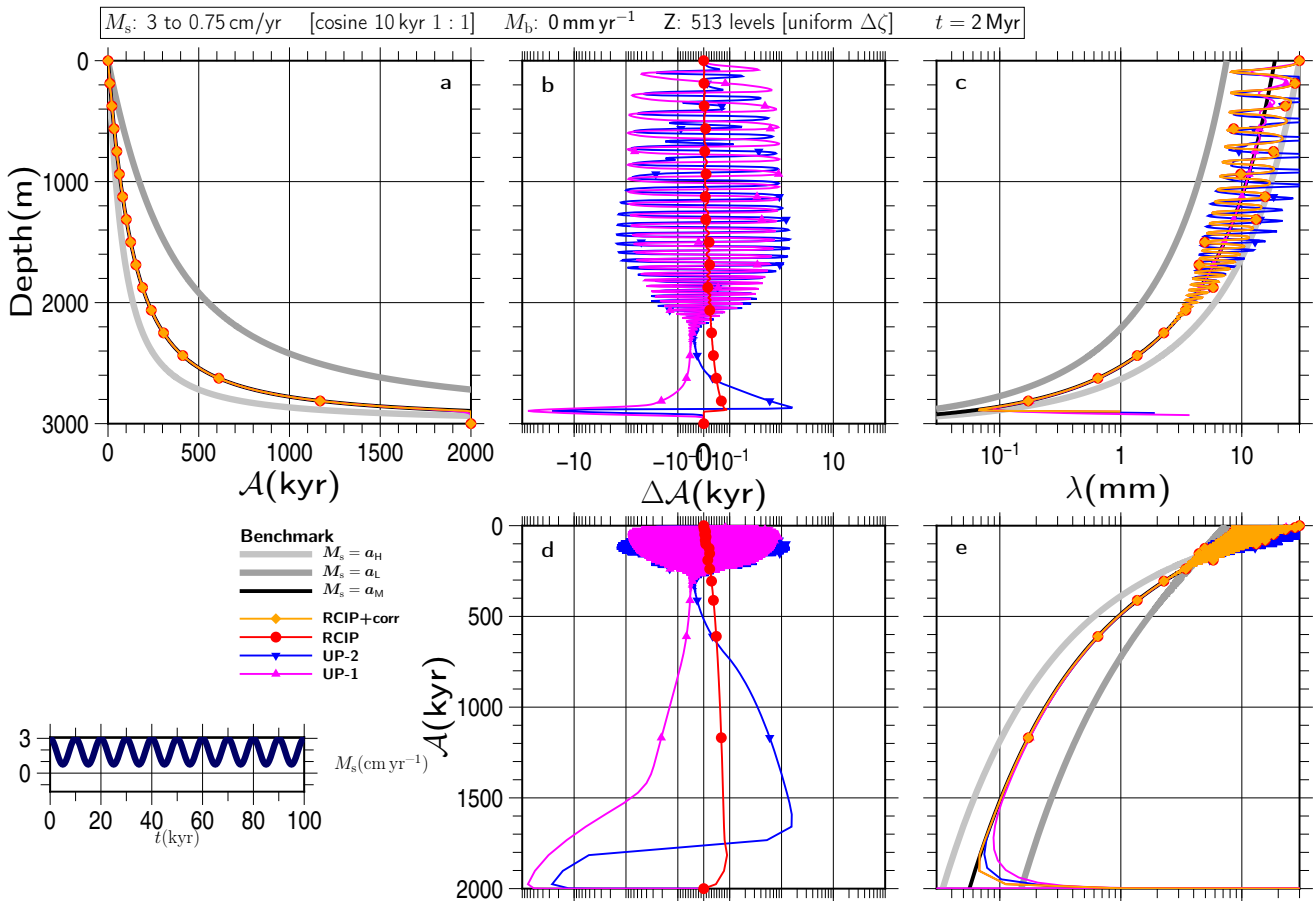 Mₛ: 3 to 0.75 cm/yr [cosine 10 kyr 1 : 1] M_b: 0 mm yr⁻¹ Z: 513 levels [uniform Δζ] t = 2 Myr
0
1000
2000
3000
Depth(m)
a
b
c
0 500 1000 1500 2000
−10 −10⁻¹ 0 10⁻¹ 10
10⁻¹ 1 10
𝒜(kyr)
Δ𝒜(kyr)
λ(mm)
Benchmark
Mₛ = a_H
Mₛ = a_L
Mₛ = a_M
RCIP+corr
RCIP
UP-2
UP-1
0
500
1000
1500
2000
𝒜(kyr)
d
e
3
0
Mₛ(cm yr⁻¹)
0 20 40 60 80 100
t(kyr)